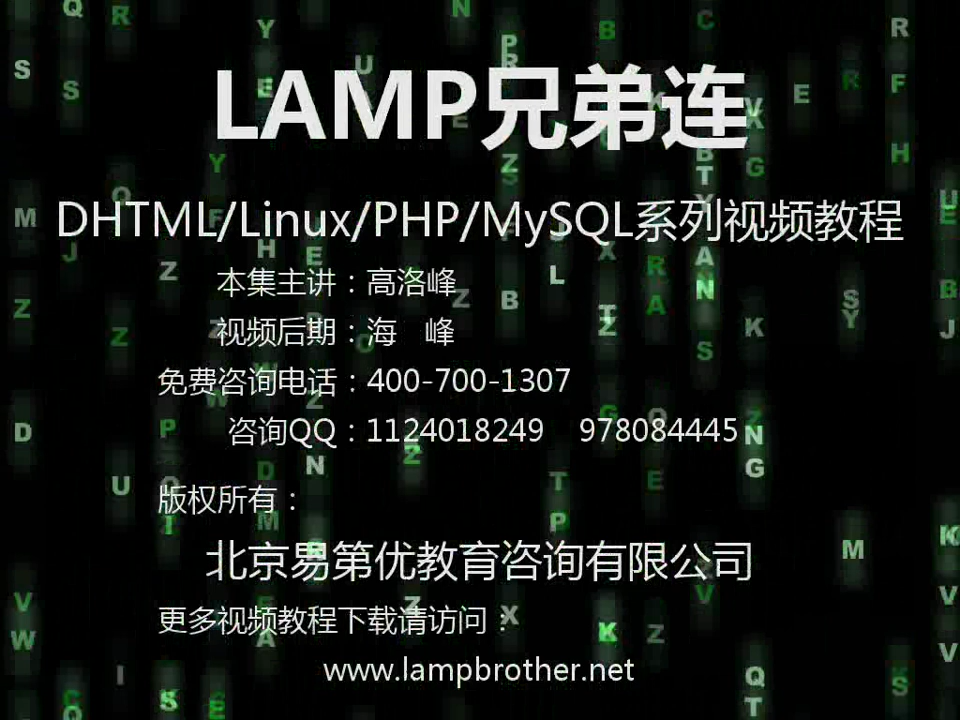 LAMP兄弟连
DHTML/Linux/PHP/MySQL系列视频教程
本集主讲：高洛峰
视频后期：海　峰
免费咨询电话：400-700-1307
咨询QQ：1124018249　978084445
版权所有：
北京易第优教育咨询有限公司
更多视频教程下载请访问：
www.lampbrother.net